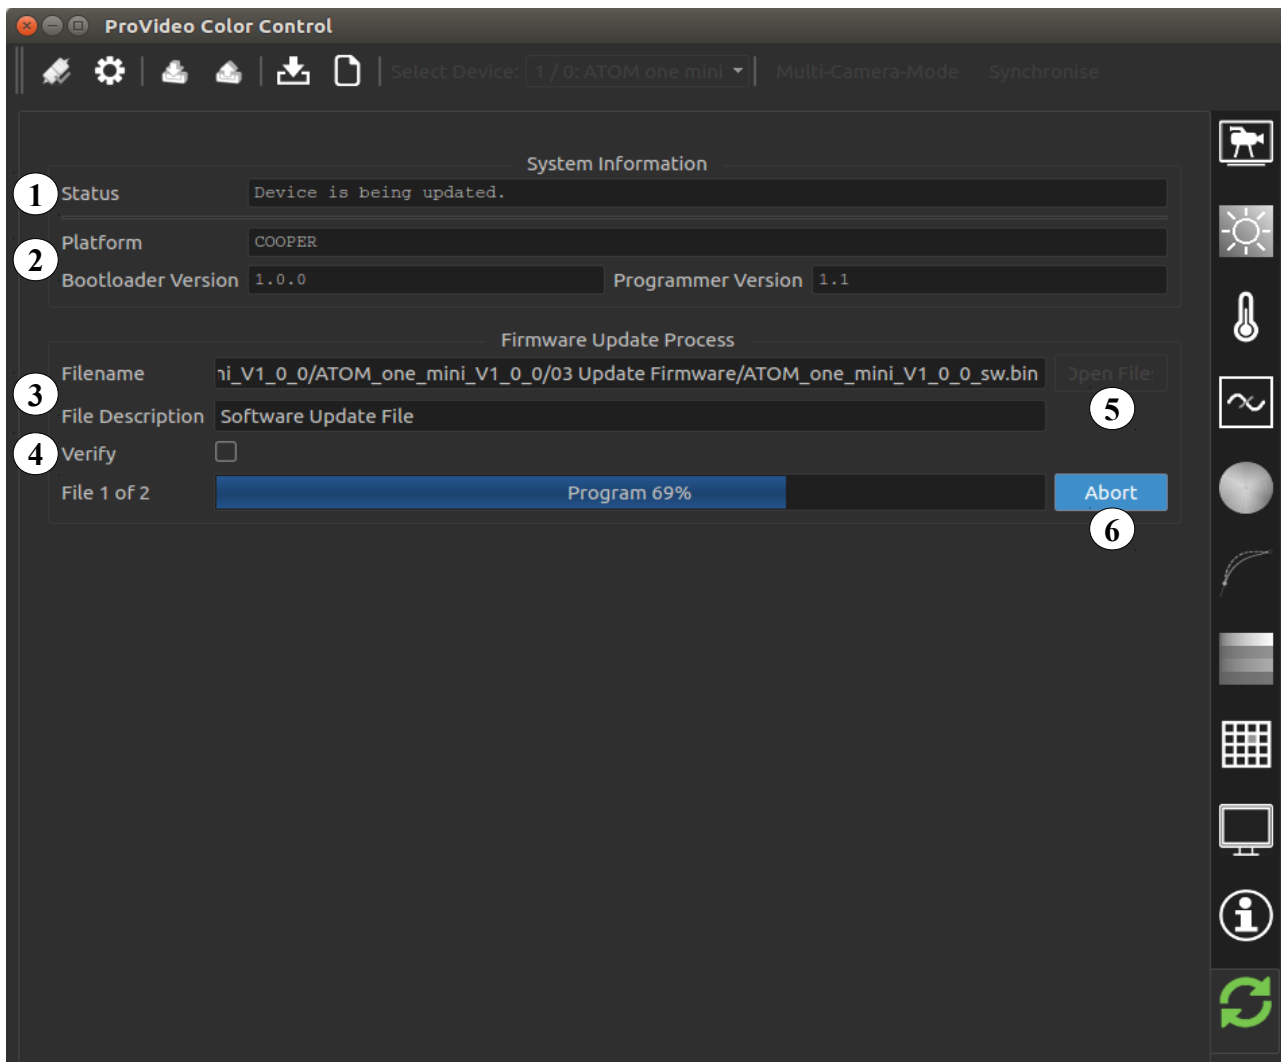 ProVideo Color Control
Select Device: 1 / 0: ATOM one mini Multi-Camera-Mode Synchronise
System Information
1 Status Device is being updated.
2 Platform COOPER
Bootloader Version 1.0.0 Programmer Version 1.1
Firmware Update Process
3 Filename ni_V1_0_0/ATOM_one_mini_V1_0_0/03 Update Firmware/ATOM_one_mini_V1_0_0_sw.bin Open File
5
File Description Software Update File
4 Verify
File 1 of 2 Program 69% Abort
6